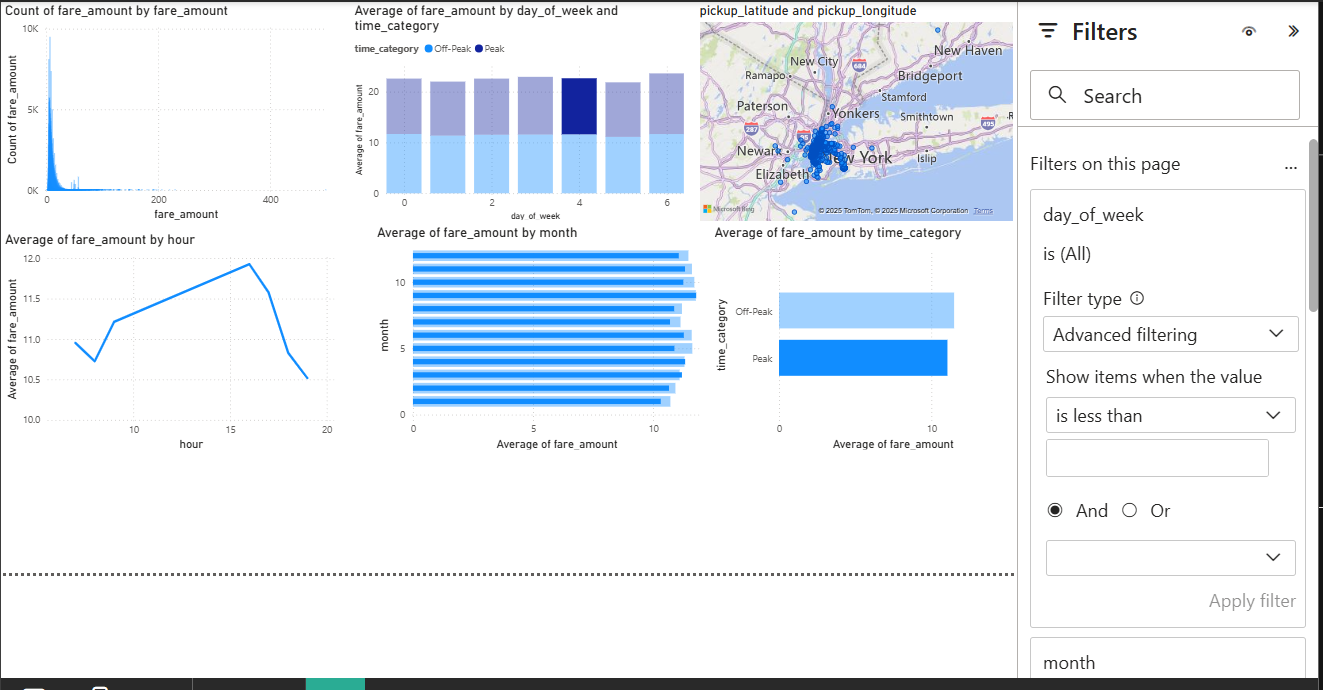 Count of fare_amount by fare_amount
10K
5K
0K
Count of fare_amount
0
200
400
fare_amount
Average of fare_amount by day_of_week and
time_category
time_category Off-Peak Peak
20
10
0
Average of fare_amount
0
2
4
6
day_of_week
pickup_latitude and pickup_longitude
New Haven
New City
684
Ramapo
Bridgeport
Stamford
Paterson
Yonkers
Smithtown
287
495
Newark
New York
Islip
Elizabeth
Microsoft Bing
© 2025 TomTom, © 2025 Microsoft Corporation Terms
Average of fare_amount by hour
12.0
11.5
11.0
10.5
10.0
Average of fare_amount
10
15
20
hour
Average of fare_amount by month
10
5
0
month
0
5
10
Average of fare_amount
Average of fare_amount by time_category
time_category
Off-Peak
Peak
0
10
Average of fare_amount
Filters
Search
Filters on this page
...
day_of_week
is (All)
Filter type
Advanced filtering
Show items when the value
is less than
And Or
Apply filter
month